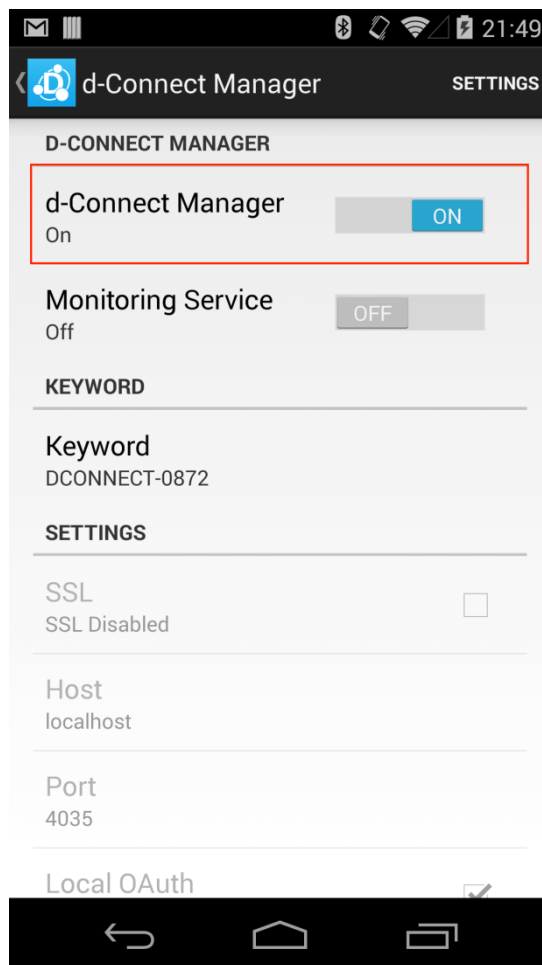 21:49
d-Connect Manager
SETTINGS
D-CONNECT MANAGER
d-Connect Manager
ON
On
Monitoring Service
OFF
Off
KEYWORD
Keyword
DCONNECT-0872
SETTINGS
SSL
SSL Disabled
Host
localhost
Port
4035
Local OAuth